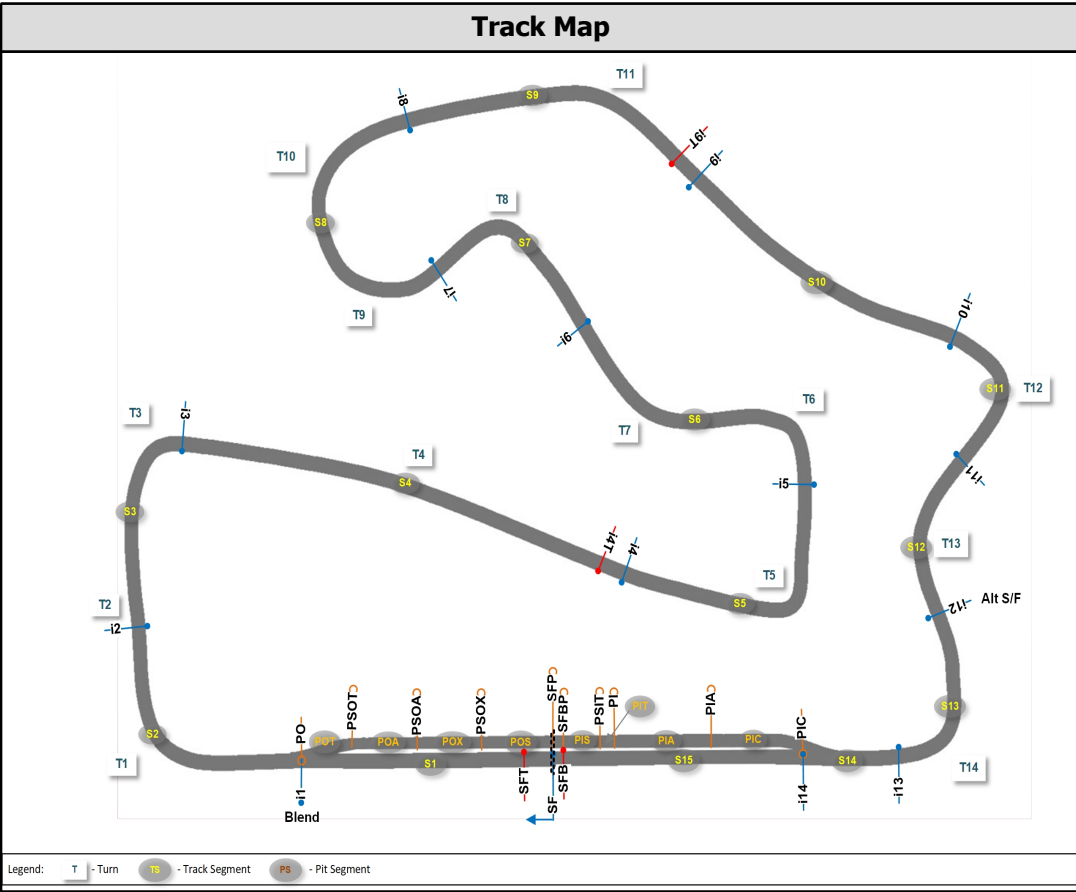 Track Map
T11
S9
-i8
-i9T
-i9
T10
T8
S8
S7
-i7
S10
T9
-i10
-i6
S11
T12
T3
-i3
T6
S6
T7
T4
S4
-i5
-i11
S3
S12
T13
-i4T
-i4
T5
S5
T2
-i2
-i12
Alt S/F
S2
S13
PO-
PSOT
PSOA
PSOX
SFP
SFBP
PSIT
PI
PIT
PIA
PIC-
POT
POA
POX
POS
PIS
PIA
PIC
T1
S1
S15
S14
T14
-i1
-SFT
SF
-SFB
-i14
-i13
Blend
Legend:
T
- Turn
TS
- Track Segment
PS
- Pit Segment